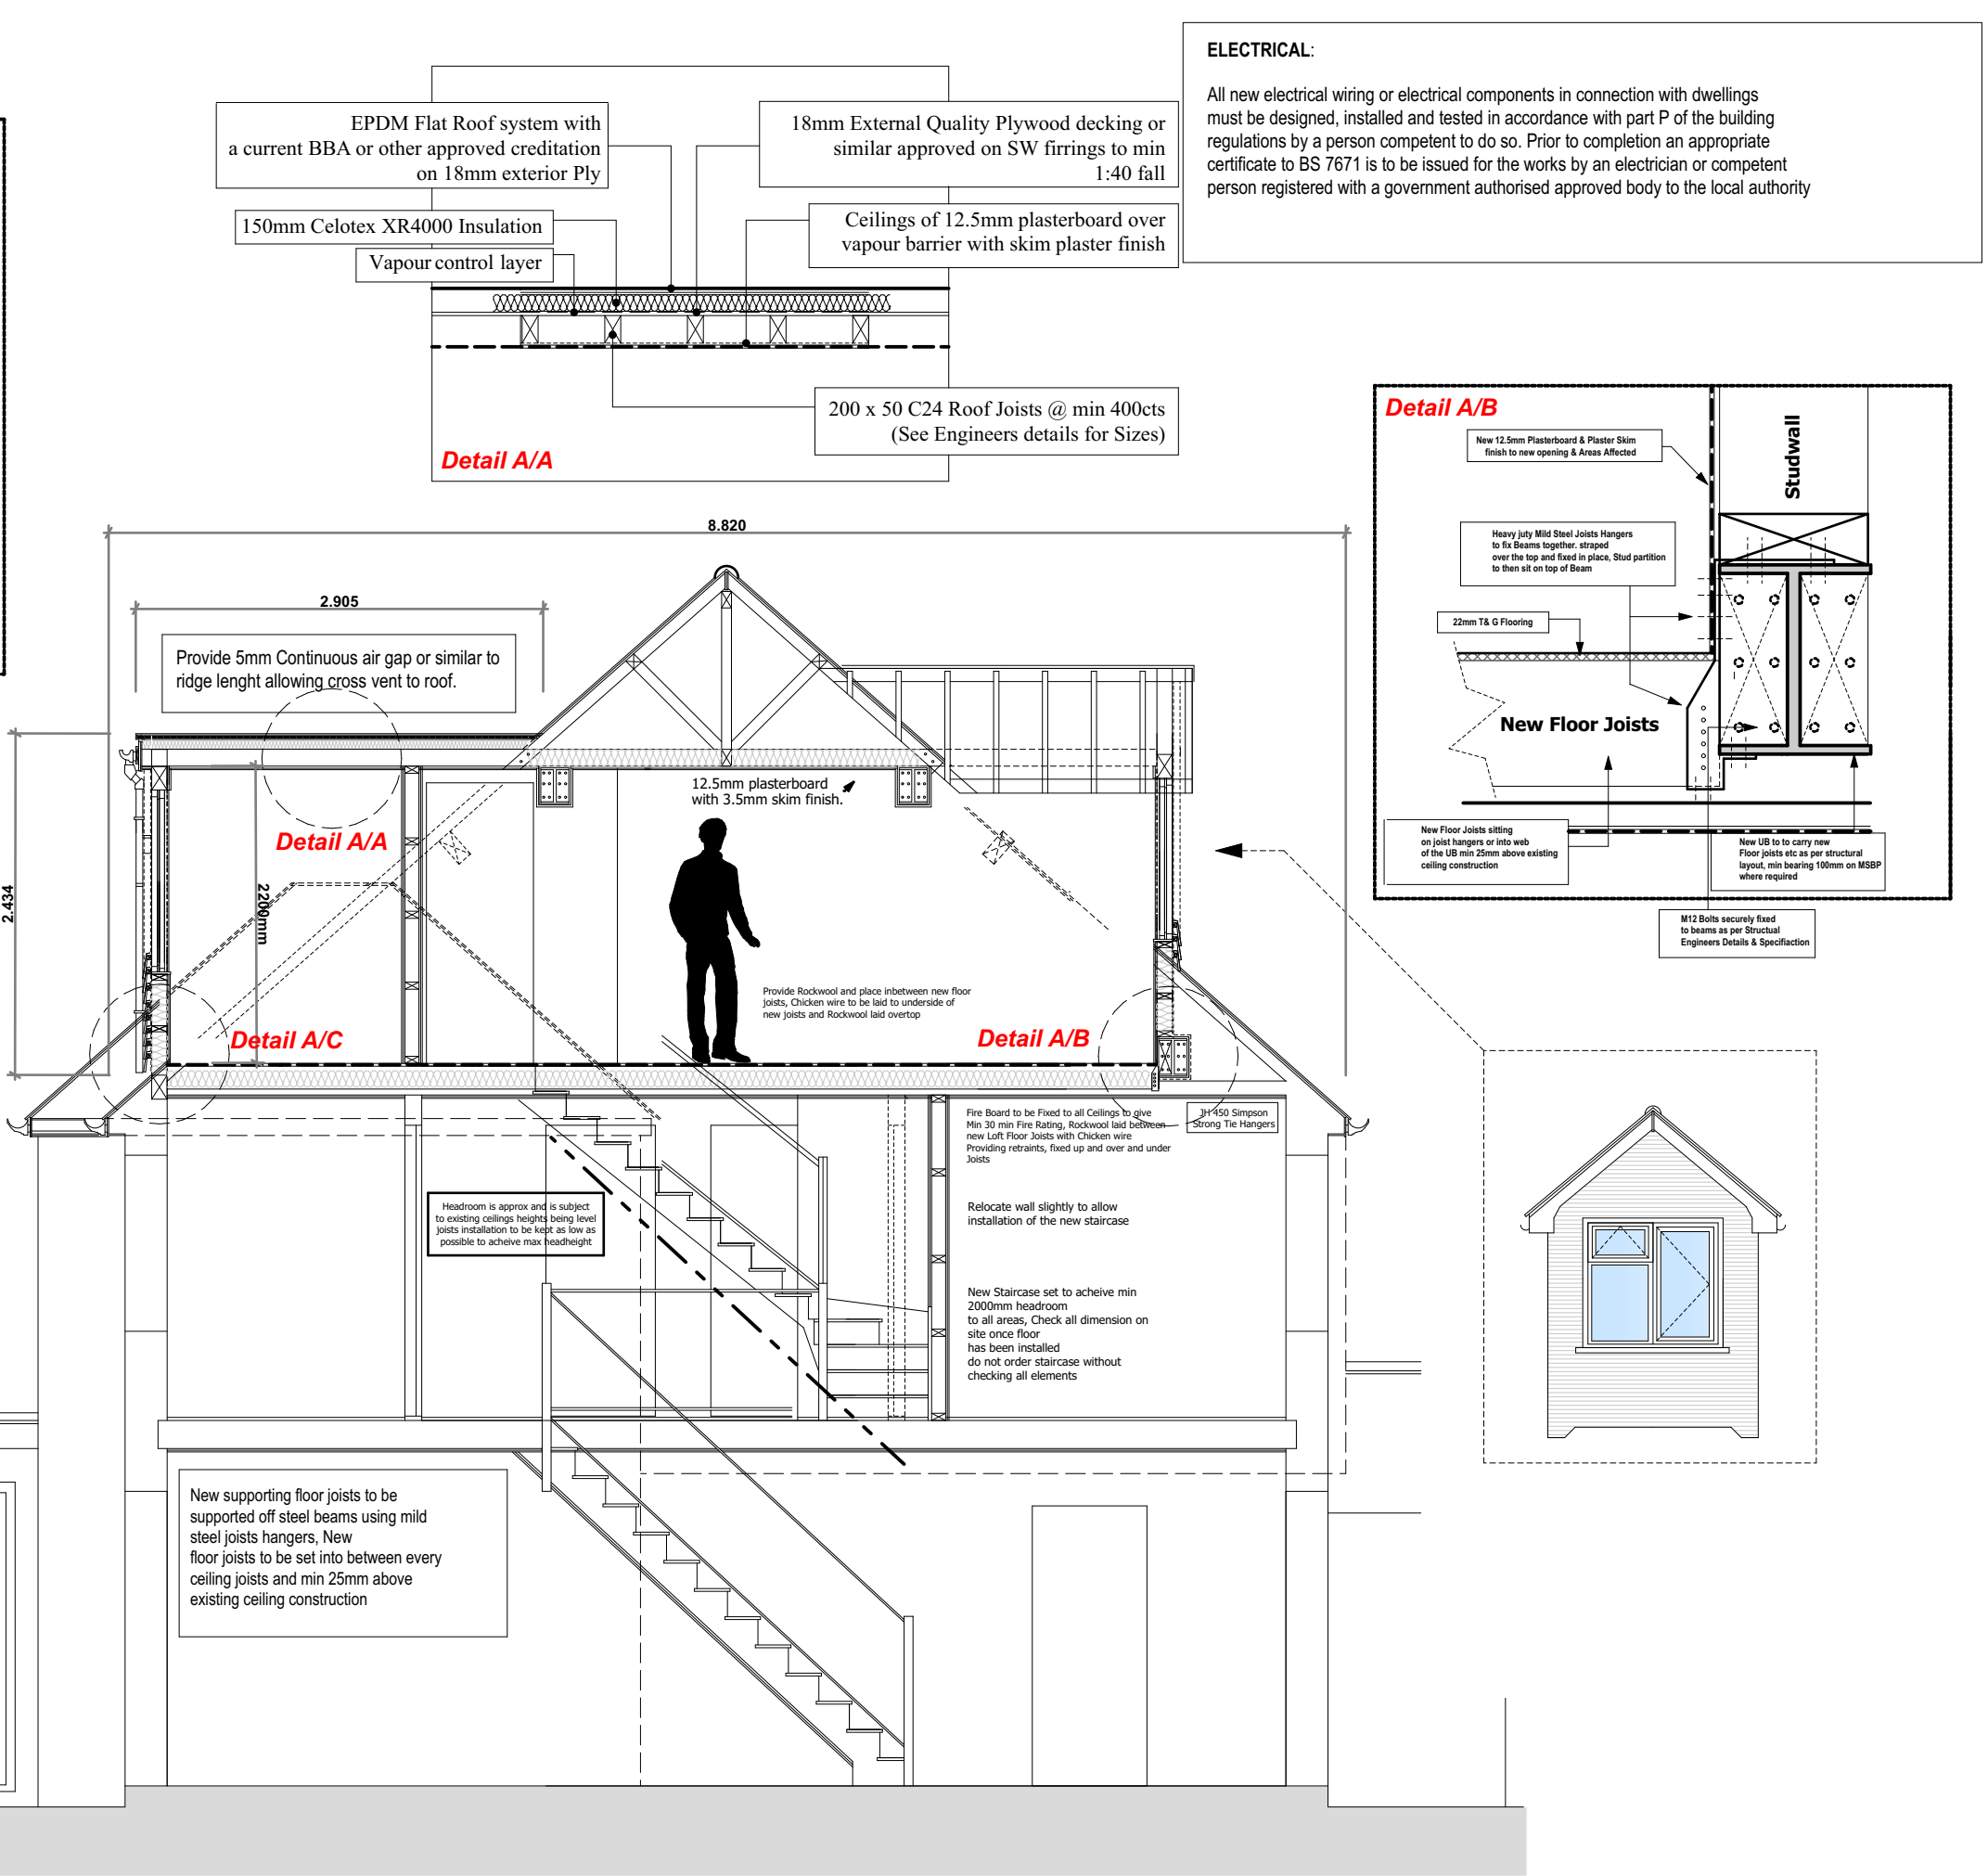 ELECTRICAL:
All new electrical wiring or electrical components in connection with dwellings
must be designed, installed and tested in accordance with part P of the building
regulations by a person competent to do so. Prior to completion an appropriate
certificate to BS 7671 is to be issued for the works by an electrician or competent
person registered with a government authorised approved body to the local authority
EPDM Flat Roof system with
a current BBA or other approved creditation
on 18mm exterior Ply
18mm External Quality Plywood decking or
similar approved on SW firrings to min
1:40 fall
150mm Celotex XR4000 Insulation
Ceilings of 12.5mm plasterboard over
vapour barrier with skim plaster finish
Vapour control layer
200 x 50 C24 Roof Joists @ min 400cts
(See Engineers details for Sizes)
Detail A/A
Detail A/B
New 12.5mm Plasterboard & Plaster Skim
finish to new opening & Areas Affected
Studwall
Heavy juty Mild Steel Joists Hangers
to fix Beams together. straped
over the top and fixed in place, Stud partition
to then sit on top of Beam
22mm T& G Flooring
New Floor Joists
New Floor Joists sitting
on joist hangers or into web
of the UB min 25mm above existing
ceiling construction
New UB to to carry new
Floor joists etc as per structural
layout, min bearing 100mm on MSBP
where required
M12 Bolts securely fixed
to beams as per Structual
Engineers Details & Specifiaction
8.820
2.905
Provide 5mm Continuous air gap or similar to
ridge lenght allowing cross vent to roof.
2.434
2200mm
12.5mm plasterboard
with 3.5mm skim finish.
Detail A/A
Provide Rockwool and place inbetween new floor
joists, Chicken wire to be laid to underside of
new joists and Rockwool laid overtop
Detail A/C
Detail A/B
Fire Board to be Fixed to all Ceilings to give
Min 30 min Fire Rating, Rockwool laid between
new Loft Floor Joists with Chicken wire
Providing retraints, fixed up and over and under
Joists
JH 450 Simpson
Strong Tie Hangers
Headroom is approx and is subject
to existing ceilings heights being level
joists installation to be kept as low as
possible to acheive max headheight
Relocate wall slightly to allow
installation of the new staircase
New Staircase set to acheive min
2000mm headroom
to all areas, Check all dimension on
site once floor
has been installed
do not order staircase without
checking all elements
New supporting floor joists to be
supported off steel beams using mild
steel joists hangers, New
floor joists to be set into between every
ceiling joists and min 25mm above
existing ceiling construction